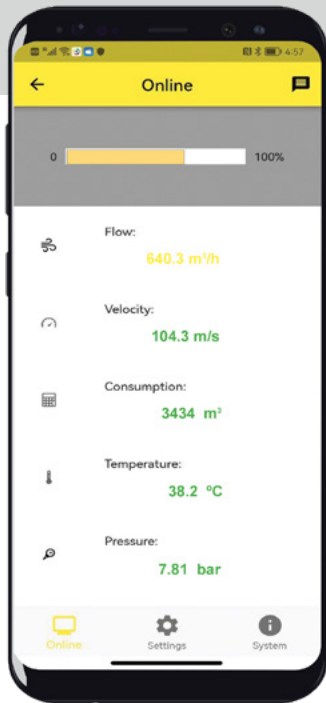 4:57
Online
0
100%
Flow:
640.3 m³/h
Velocity:
104.3 m/s
Consumption:
3434 m³
Temperature:
38.2 °C
Pressure:
7.81 bar
Online
Settings
System